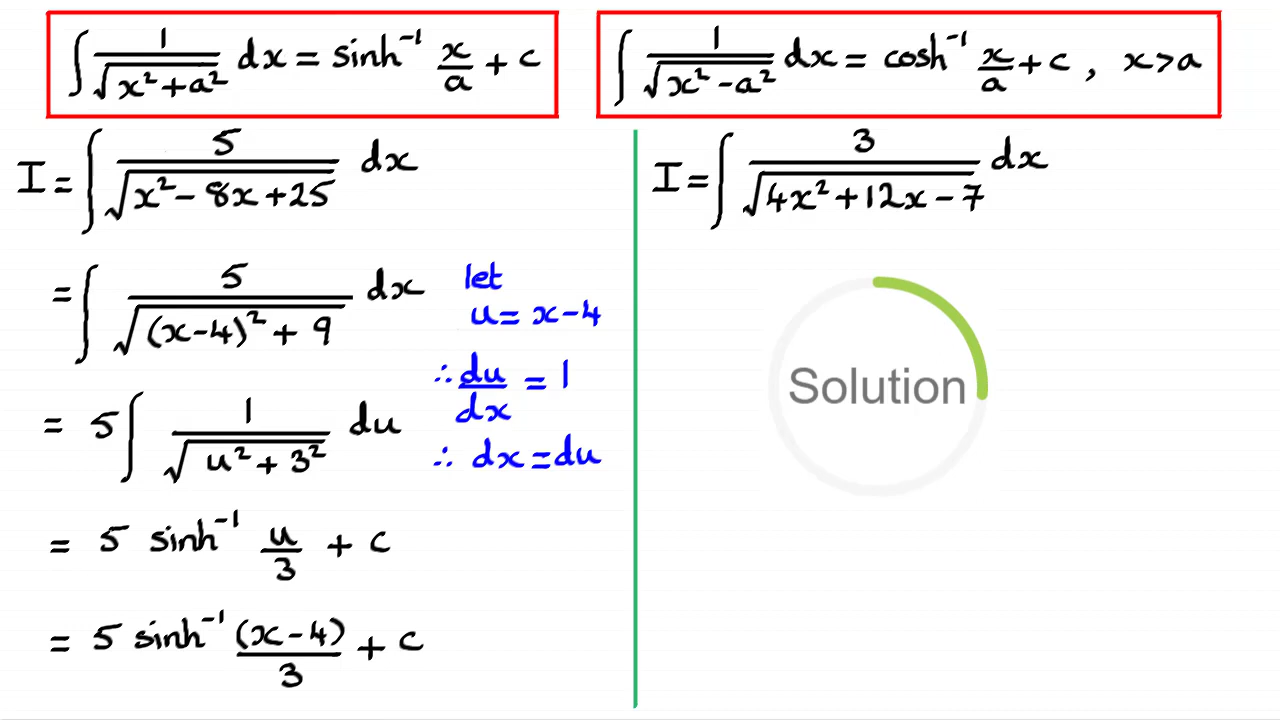 ∫ 1/√(x²+a²) dx = sinh⁻¹ x/a + c
∫ 1/√(x²-a²) dx = cosh⁻¹ x/a + c , x>a
I = ∫ 5/√(x²-8x+25) dx
= ∫ 5/√((x-4)²+9) dx
let
u = x-4
∴ du/dx = 1
∴ dx = du
= 5 ∫ 1/√(u²+3²) du
= 5 sinh⁻¹ u/3 + c
= 5 sinh⁻¹ (x-4)/3 + c
I = ∫ 3/√(4x²+12x-7) dx
Solution